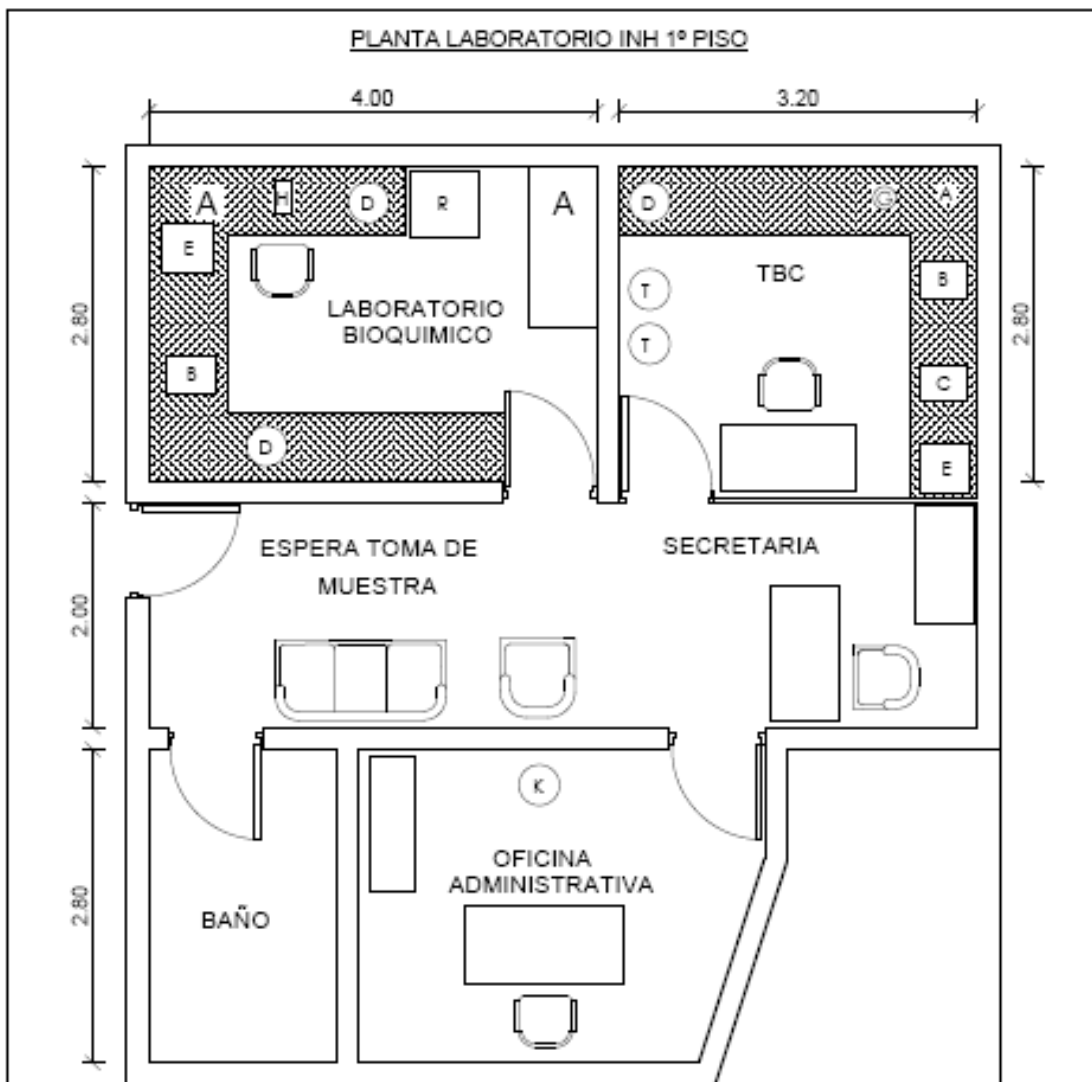 PLANTA LABORATORIO INH 1º PISO
4.00
3.20
A
H
D
R
A
D
G
A
E
B
TBC
T
LABORATORIO
BIOQUIMICO
2.80
2.80
T
B
C
D
E
ESPERA TOMA DE
MUESTRA
SECRETARIA
2.00
K
OFICINA
ADMINISTRATIVA
2.80
BAÑO